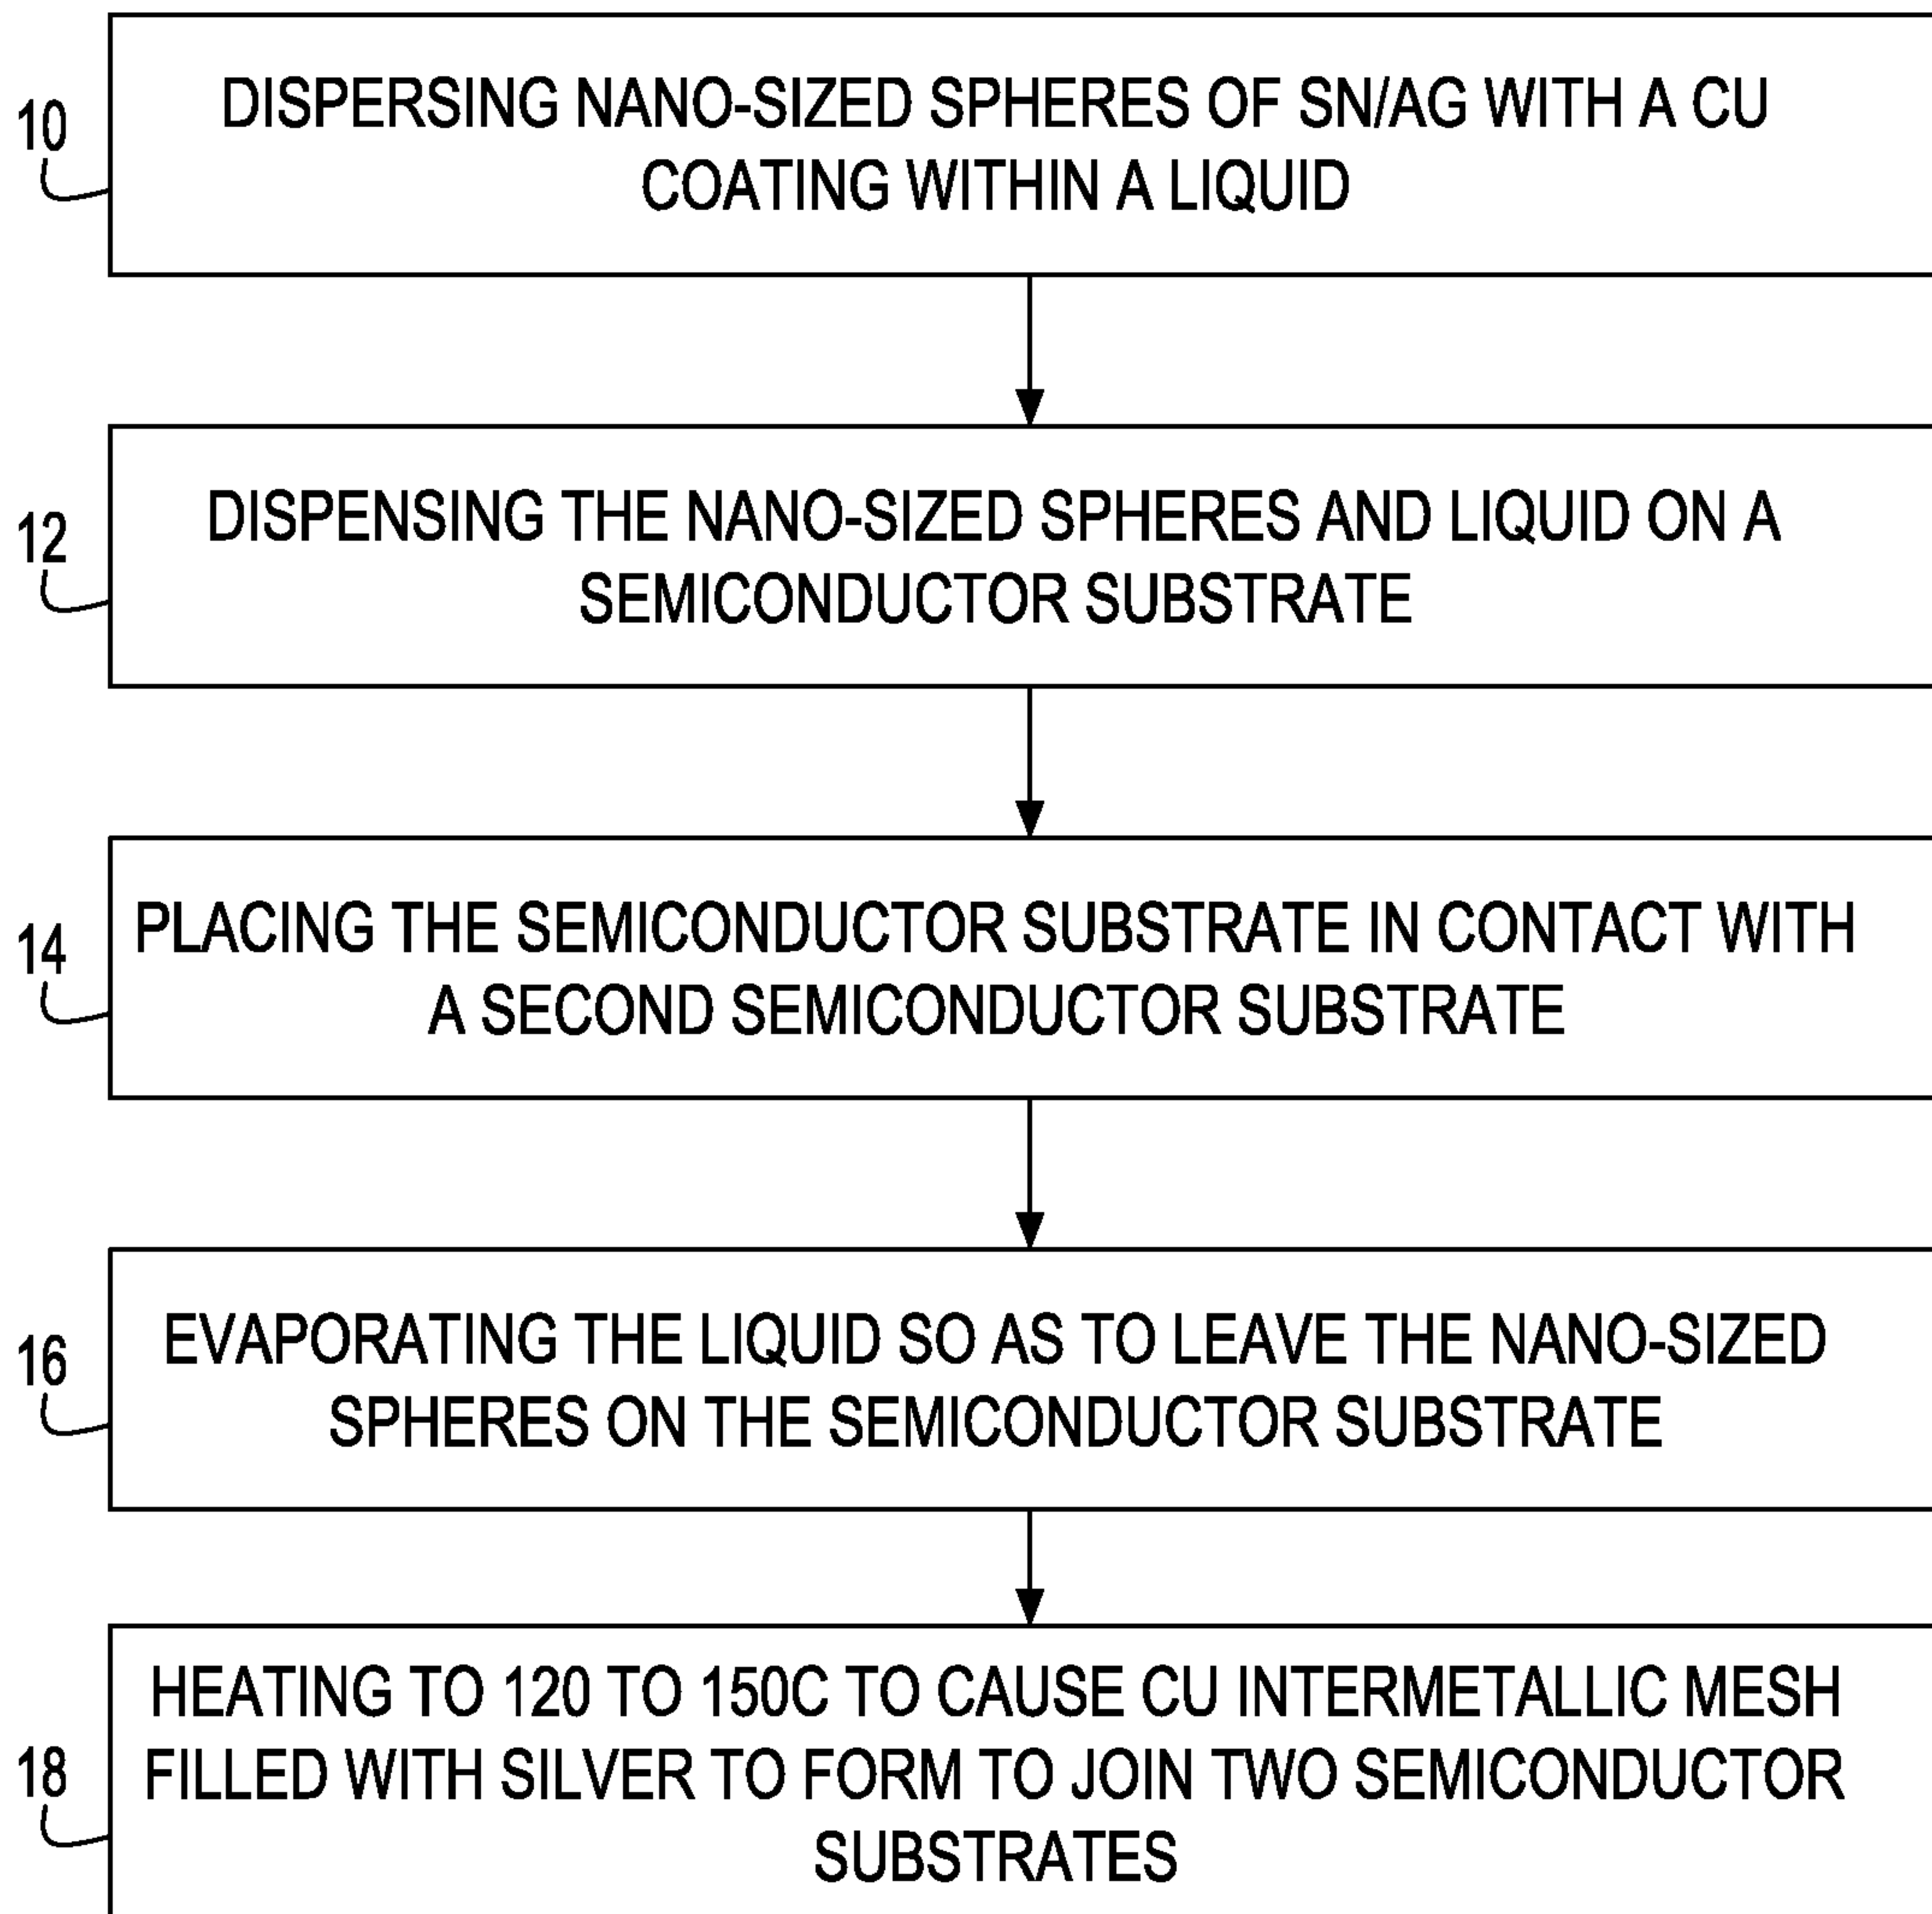 10
DISPERSING NANO-SIZED SPHERES OF SN/AG WITH A CU
COATING WITHIN A LIQUID
12
DISPENSING THE NANO-SIZED SPHERES AND LIQUID ON A
SEMICONDUCTOR SUBSTRATE
14
PLACING THE SEMICONDUCTOR SUBSTRATE IN CONTACT WITH
A SECOND SEMICONDUCTOR SUBSTRATE
16
EVAPORATING THE LIQUID SO AS TO LEAVE THE NANO-SIZED
SPHERES ON THE SEMICONDUCTOR SUBSTRATE
18
HEATING TO 120 TO 150C TO CAUSE CU INTERMETALLIC MESH
FILLED WITH SILVER TO FORM TO JOIN TWO SEMICONDUCTOR
SUBSTRATES